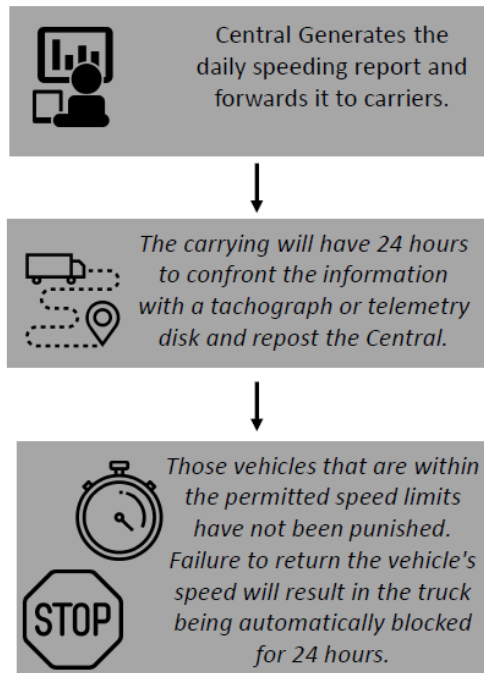 Central Generates the
daily speeding report and
forwards it to carriers.
The carrying will have 24 hours
to confront the information
with a tachograph or telemetry
disk and repost the Central.
Those vehicles that are within
the permitted speed limits
have not been punished.
Failure to return the vehicle's
speed will result in the truck
being automatically blocked
for 24 hours.
STOP